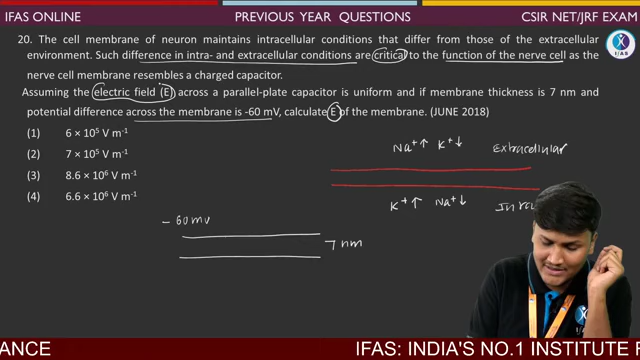 IFAS ONLINE PREVIOUS YEAR QUESTIONS CSIR NET/JRF EXAM
20. The cell membrane of neuron maintains intracellular conditions that differ from those of the extracellular
environment. Such difference in intra- and extracellular conditions are critical to the function of the nerve cell as the
nerve cell membrane resembles a charged capacitor.
Assuming the electric field (E) across a parallel-plate capacitor is uniform and if membrane thickness is 7 nm and
potential difference across the membrane is -60 mV, calculate E of the membrane. (JUNE 2018)
(1) 6 × 10⁵ V m⁻¹
(2) 7 × 10⁵ V m⁻¹
(3) 8.6 × 10⁶ V m⁻¹
(4) 6.6 × 10⁶ V m⁻¹
Na+↑ K+↓ Extracellular
K+↑ Na+↓
- 60 mv
7 nm
IFAS
IFAS: INDIA'S NO.1 INSTITUTE